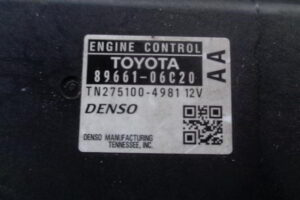 ENGINE CONTROL
TOYOTA
89661-06C20
AA
TN275100-4981 12V
DENSO
DENSO MANUFACTURING
TENNESSEE, INC.